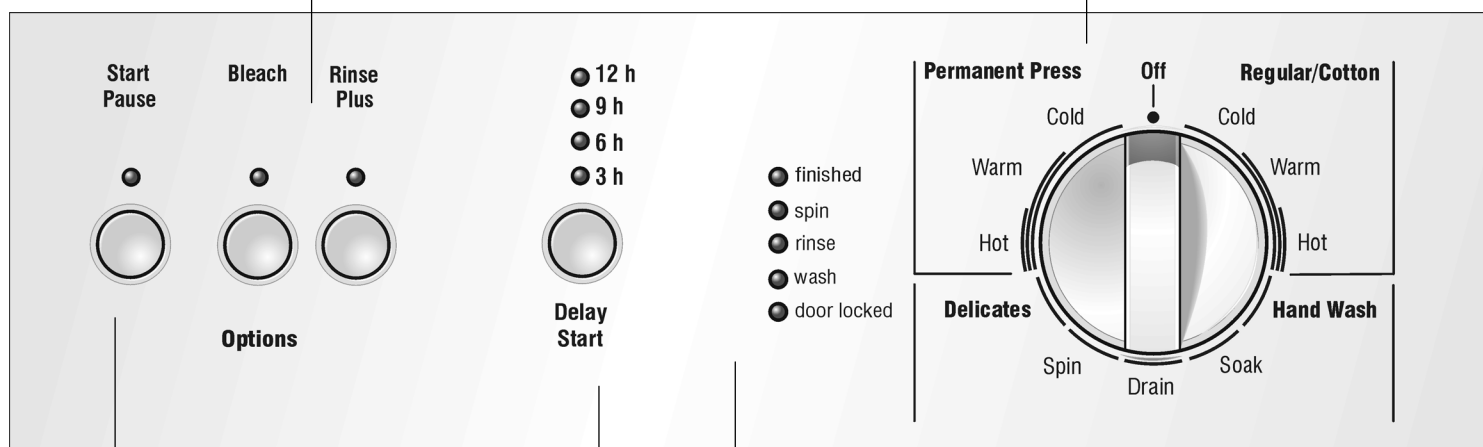 Start
Pause
Bleach
Rinse
Plus
12 h
9 h
6 h
3 h
Options
Delay
Start
finished
spin
rinse
wash
door locked
Permanent Press
Off
Regular/Cotton
Cold
Cold
Warm
Warm
Hot
Hot
Delicates
Hand Wash
Spin
Drain
Soak